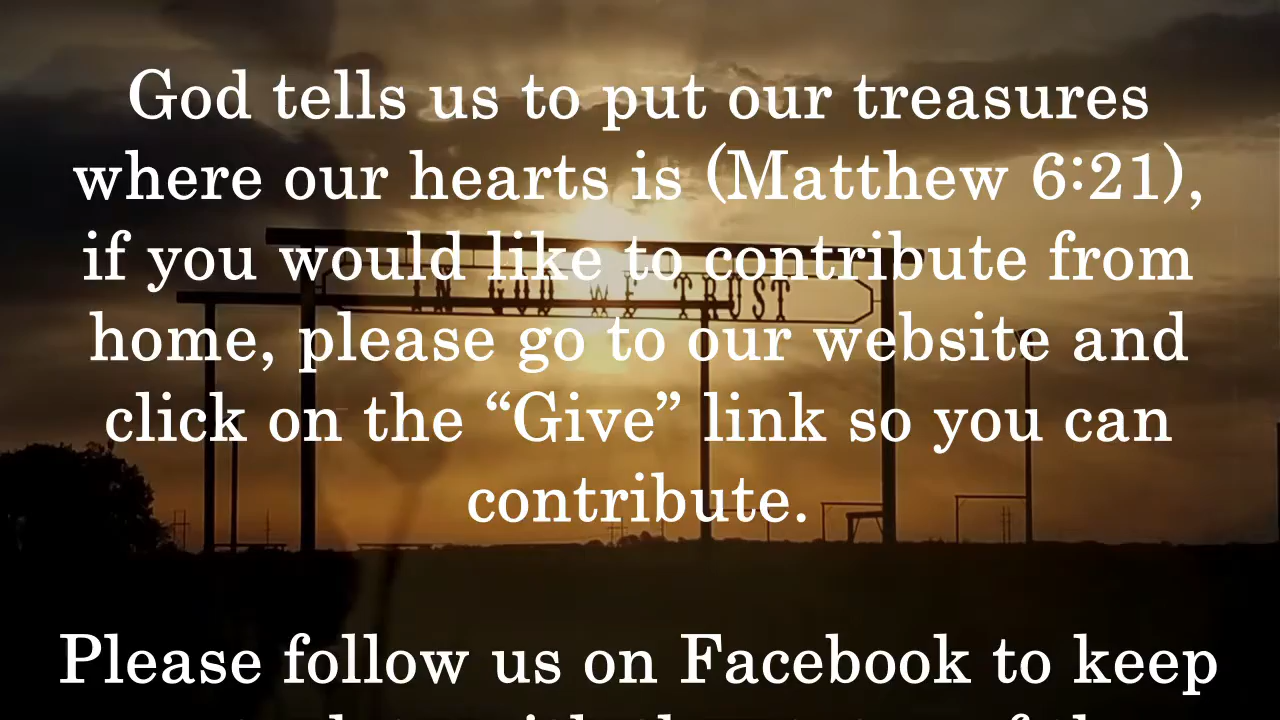 God tells us to put our treasures
where our hearts is (Matthew 6:21),
if you would like to contribute from
IN GOD WE TRUST
home, please go to our website and
click on the “Give” link so you can
contribute.
Please follow us on Facebook to keep